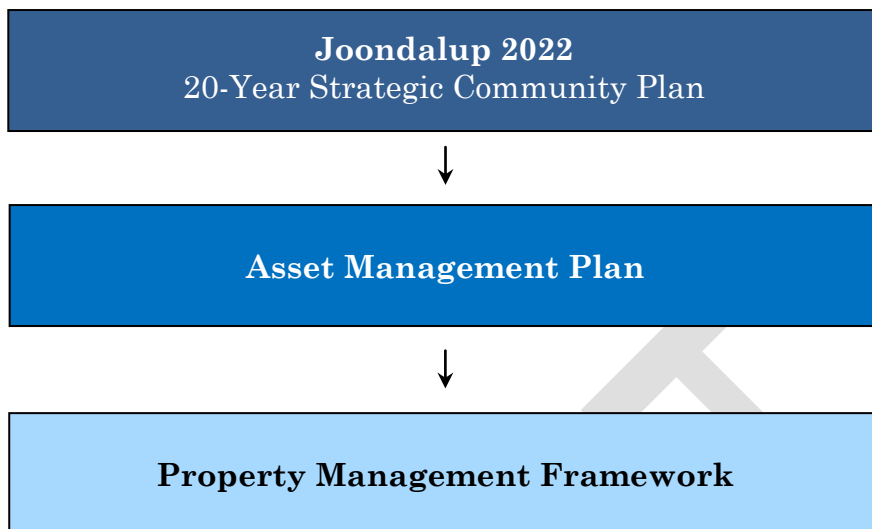 Joondalup 2022
20-Year Strategic Community Plan
Asset Management Plan
Property Management Framework